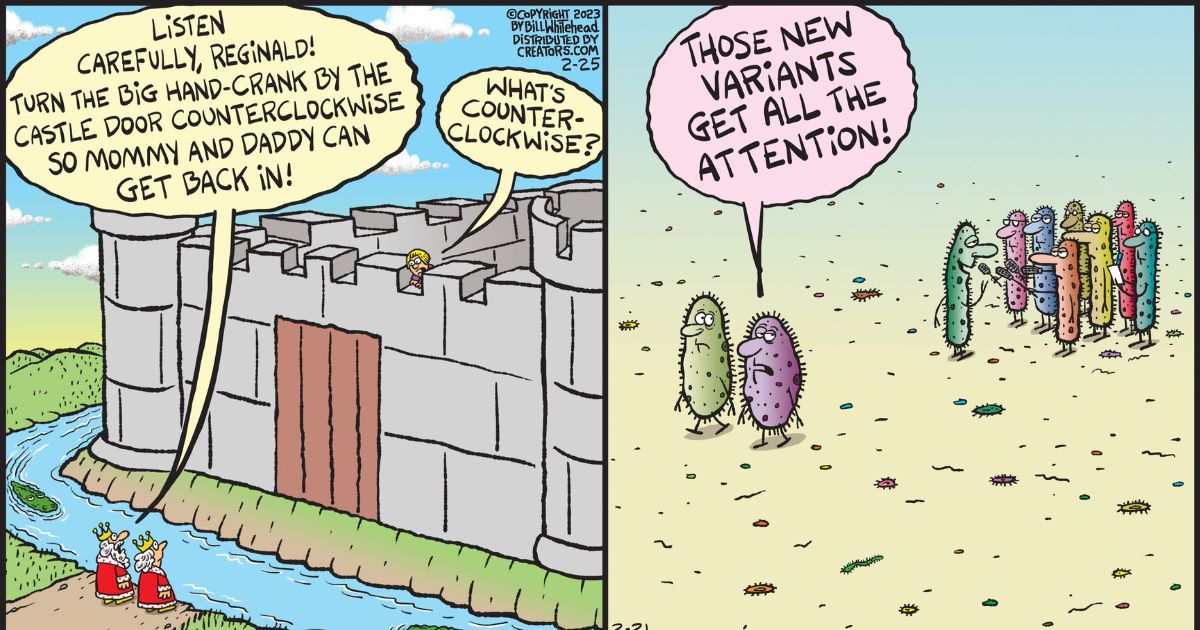 LiSTEN
CAREFULLY, REGiNALD!
TURN THE BiG HAND-CRANK BY THE
CASTLE DOOR COUNTERCLOCKWiSE
SO MOMMY AND DADDY CAN
GET BACK iN!
©COPYRiGHT 2023
BY BiLL WHiTEHEAD
DiSTRiBUTED BY
CREATORS.COM
2-25
WHAT'S
COUNTER-
CLOCKWiSE?
THOSE NEW
VARiANTS
GET ALL THE
ATTENTiON!
2-21